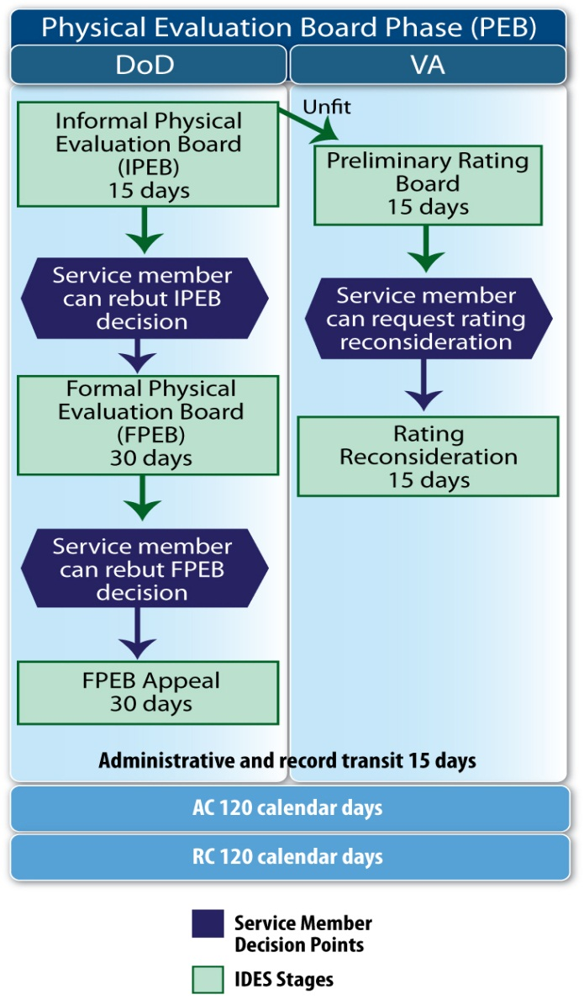 Physical Evaluation Board Phase (PEB)
DoD
VA
Informal Physical
Evaluation Board
(IPEB)
15 days
Unfit
Preliminary Rating
Board
15 days
Service member
can rebut IPEB
decision
Service member
can request rating
reconsideration
Formal Physical
Evaluation Board
(FPEB)
30 days
Rating
Reconsideration
15 days
Service member
can rebut FPEB
decision
FPEB Appeal
30 days
Administrative and record transit 15 days
AC 120 calendar days
RC 120 calendar days
Service Member
Decision Points
IDES Stages